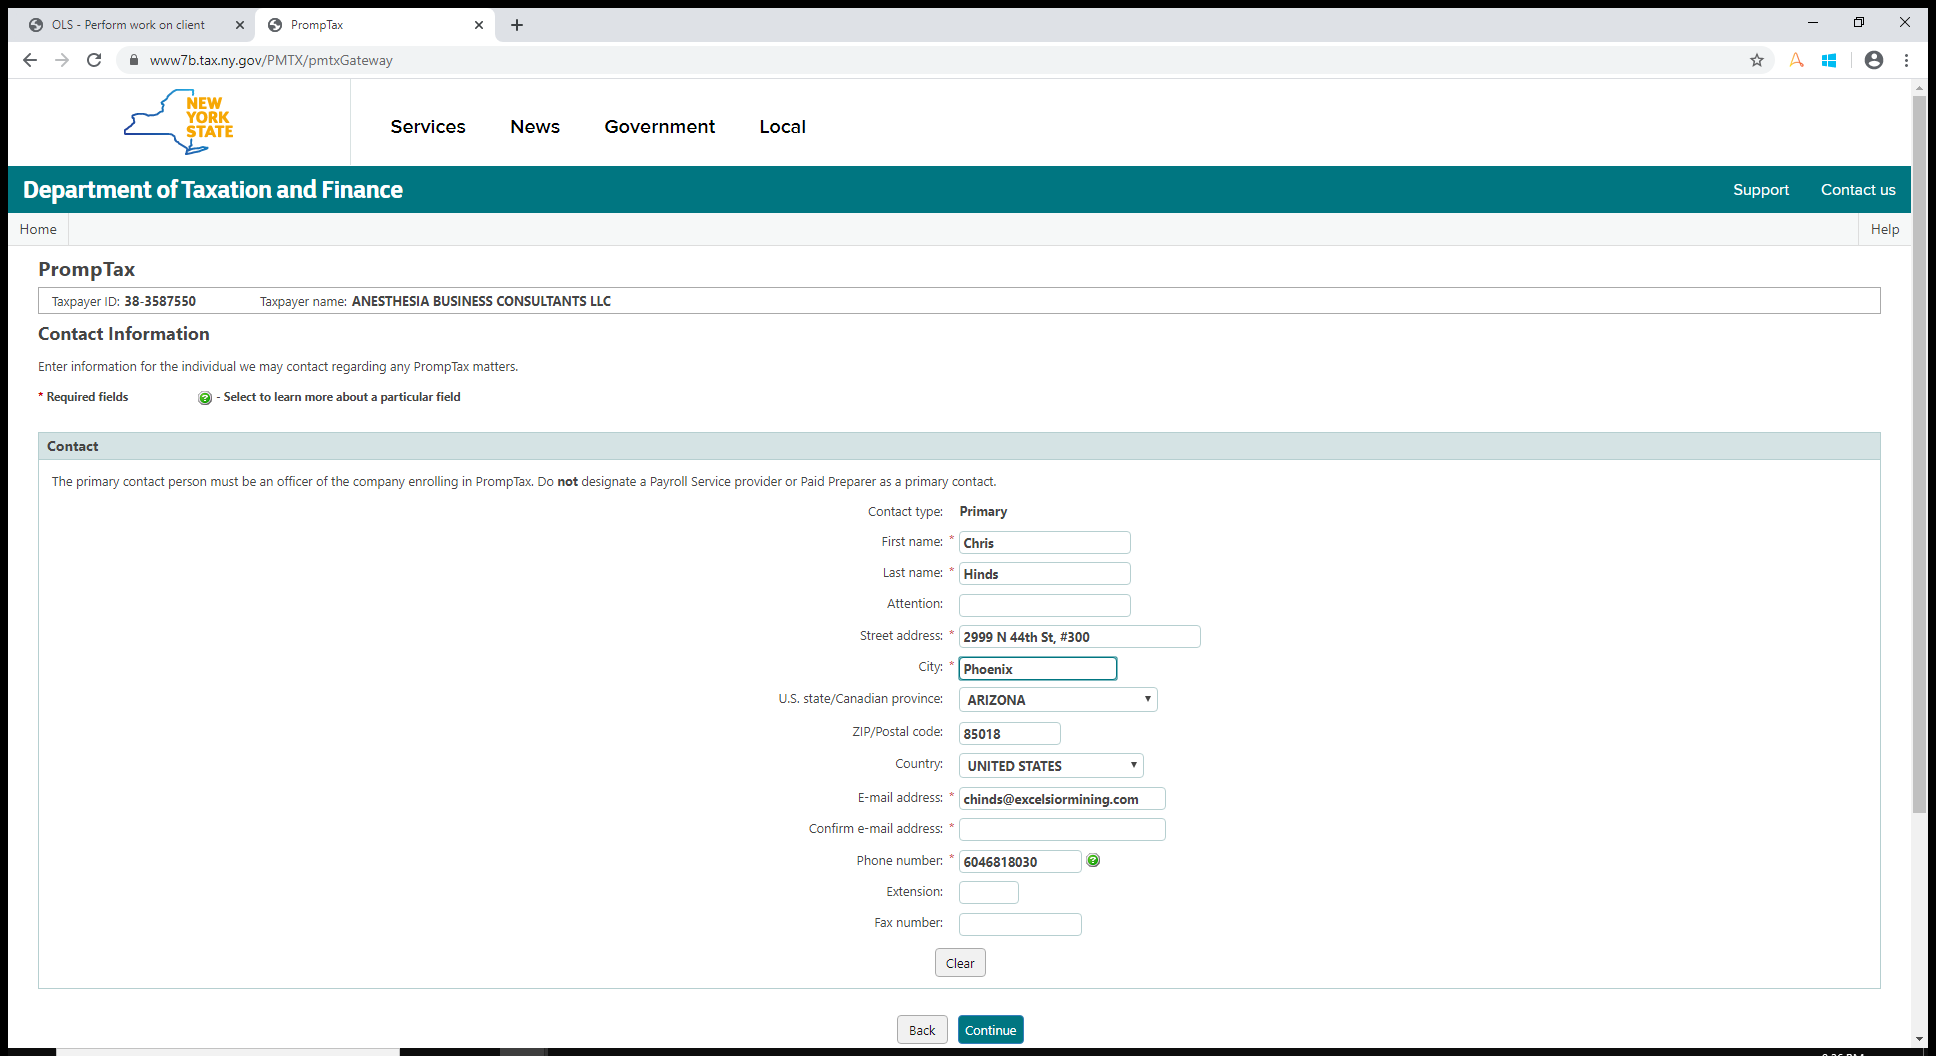 OLS - Perform work on client
PrompTax
www7b.tax.ny.gov/PMTX/pmtxGateway
NEW
YORK
STATE
Services News Government Local
Department of Taxation and Finance
Support Contact us
Home
Help
PrompTax
Taxpayer ID: 38-3587550 Taxpayer name: ANESTHESIA BUSINESS CONSULTANTS LLC
Contact Information
Enter information for the individual we may contact regarding any PrompTax matters.
* Required fields ? - Select to learn more about a particular field
Contact
The primary contact person must be an officer of the company enrolling in PrompTax. Do not designate a Payroll Service provider or Paid Preparer as a primary contact.
Contact type: Primary
First name: * Chris
Last name: * Hinds
Attention:
Street address: * 2999 N 44th St, #300
City: * Phoenix
U.S. state/Canadian province: ARIZONA
ZIP/Postal code: 85018
Country: UNITED STATES
E-mail address: * chinds@excelsiormining.com
Confirm e-mail address: *
Phone number: * 6046818030 ?
Extension:
Fax number:
Clear
Back Continue